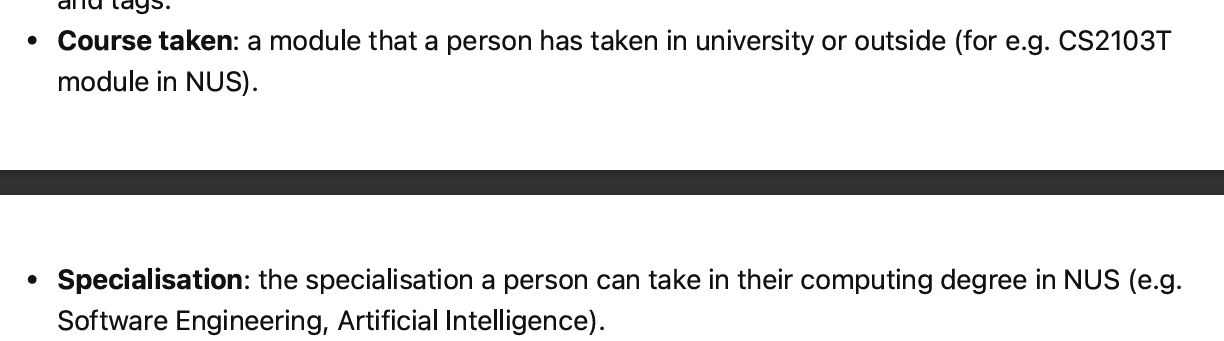 and tags.
• Course taken: a module that a person has taken in university or outside (for e.g. CS2103T
module in NUS).
• Specialisation: the specialisation a person can take in their computing degree in NUS (e.g.
Software Engineering, Artificial Intelligence).